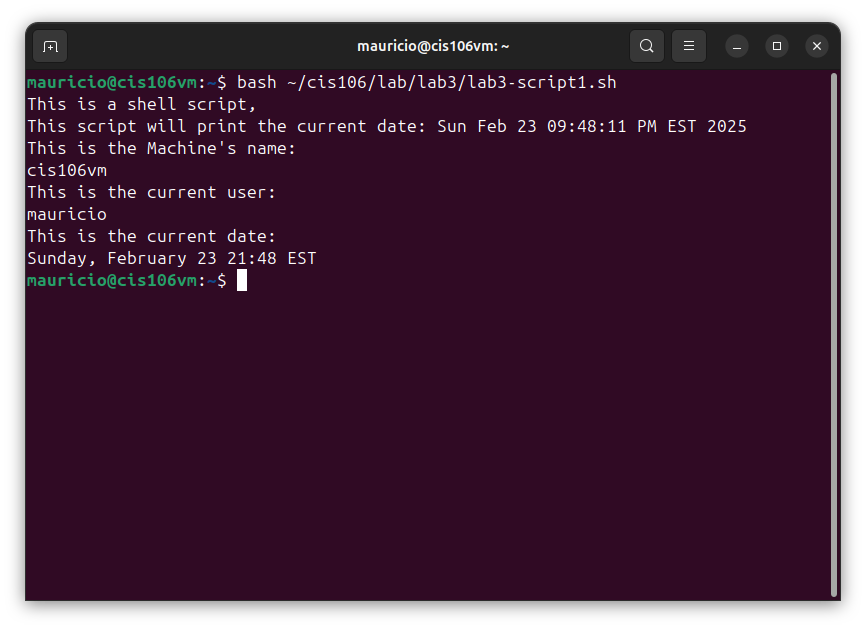 mauricio@cis106vm: ~
mauricio@cis106vm:~$ bash ~/cis106/lab/lab3/lab3-script1.sh
This is a shell script,
This script will print the current date: Sun Feb 23 09:48:11 PM EST 2025
This is the Machine's name:
cis106vm
This is the current user:
mauricio
This is the current date:
Sunday, February 23 21:48 EST
mauricio@cis106vm:~$